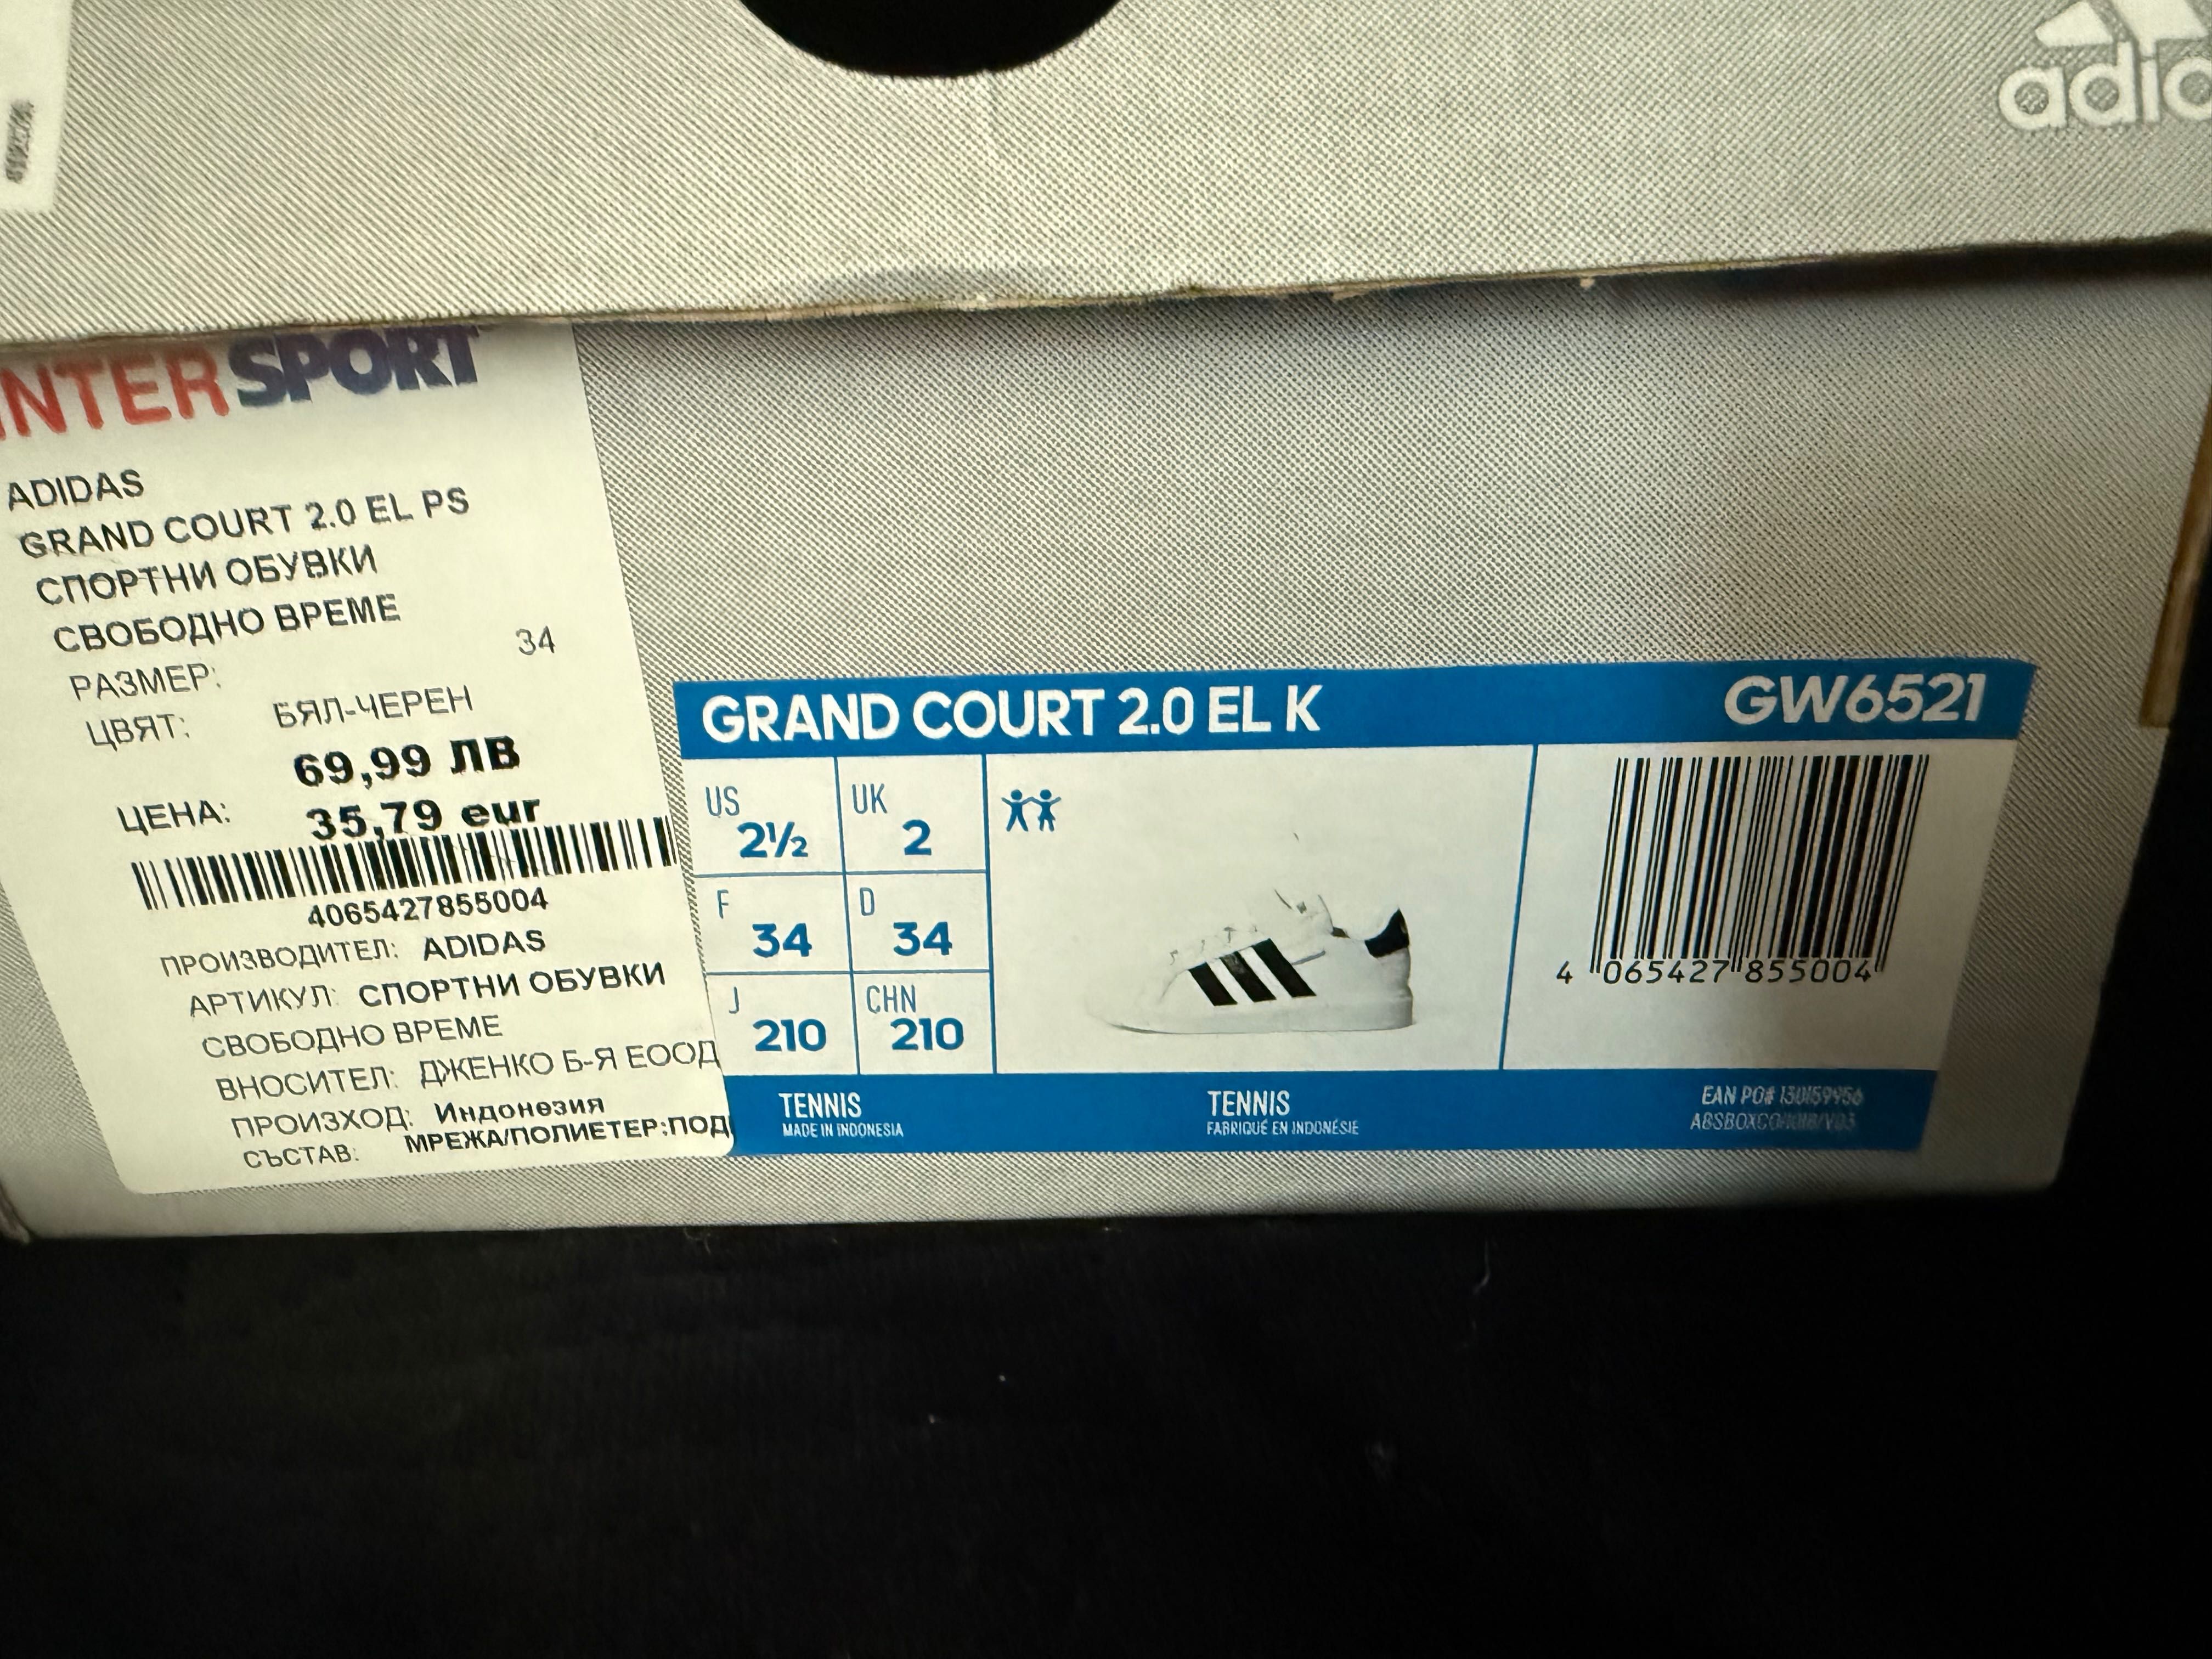 adid
INTERSPORT
ADIDAS
GRAND COURT 2.0 EL PS
СПОРТНИ ОБУВКИ
СВОБОДНО ВРЕМЕ
РАЗМЕР: 34
ЦВЯТ: БЯЛ-ЧЕРЕН
69,99 ЛВ
ЦЕНА: 35,79 eur
4065427855004
ПРОИЗВОДИТЕЛ: ADIDAS
АРТИКУЛ: СПОРТНИ ОБУВКИ
СВОБОДНО ВРЕМЕ
ВНОСИТЕЛ: ДЖЕНКО Б-Я ЕООД
ПРОИЗХОД: Индонезия
СЪСТАВ: МРЕЖА/ПОЛИЕТЕР:ПОД
GRAND COURT 2.0 EL K GW6521
US 2½ UK 2
F 34 D 34
J 210 CHN 210
4 065427 855004
TENNIS
MADE IN INDONESIA
TENNIS
FABRIQUÉ EN INDONÉSIE
EAN PO# 130159956